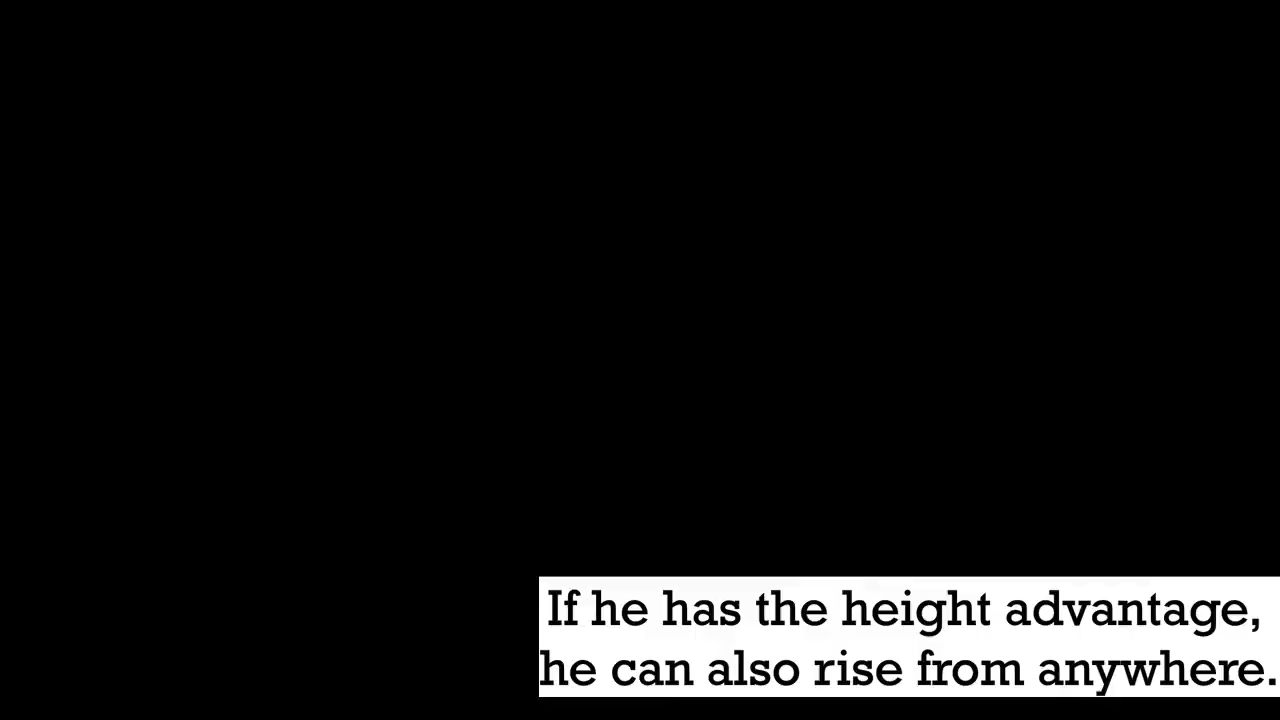 If he has the height advantage,
he can also rise from anywhere.